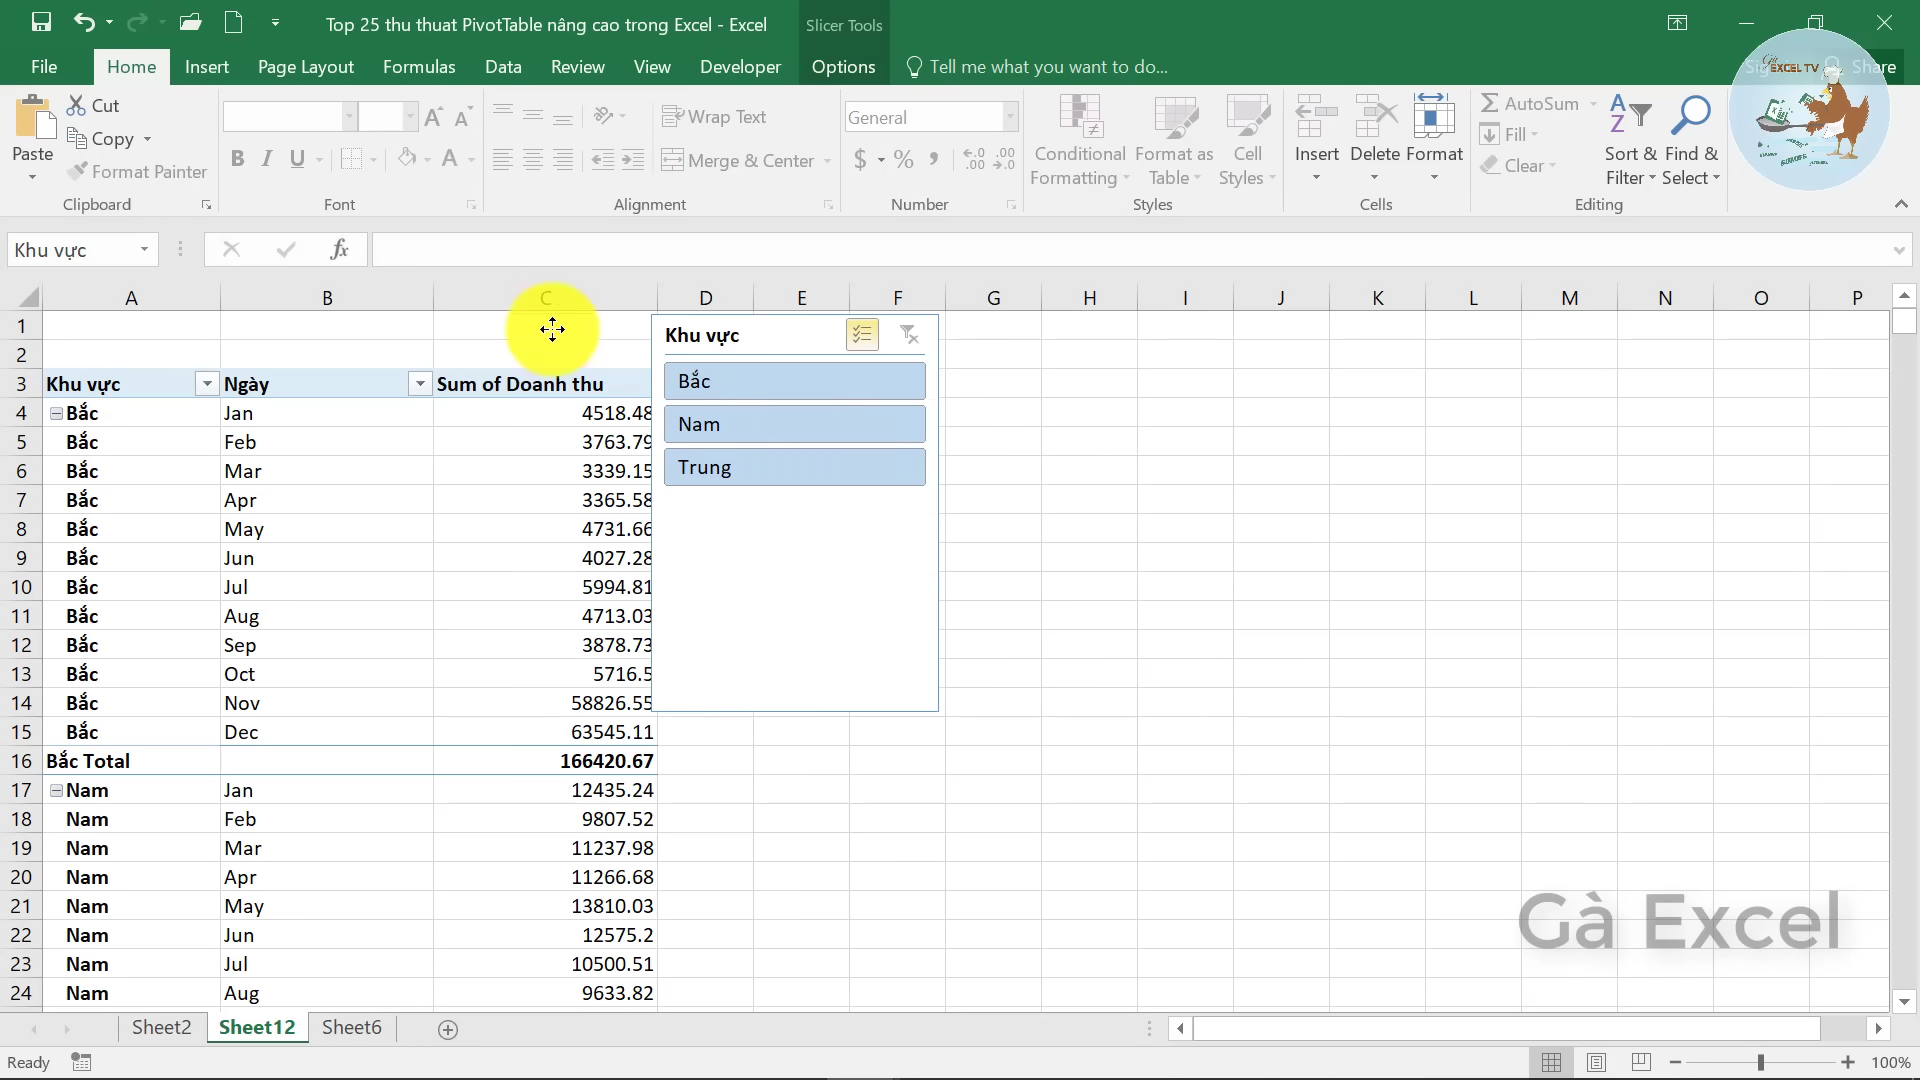 Top 25 thu thuat PivotTable nâng cao trong Excel - Excel
Slicer Tools
File
Home
Insert
Page Layout
Formulas
Data
Review
View
Developer
Options
Tell me what you want to do...
Share
EXCEL TV
Paste
Cut
Copy
Format Painter
Clipboard
B I U
Font
Wrap Text
Merge & Center
Alignment
General
$ % ,
Number
Conditional Formatting
Format as Table
Cell Styles
Styles
Insert
Delete
Format
Cells
AutoSum
Fill
Clear
Sort & Filter
Find & Select
Editing
Khu vực
fx
A B C D E F G H I J K L M N O P
1
2
3 Khu vực Ngày Sum of Doanh thu
4 Bắc Jan 4518.48
5 Bắc Feb 3763.79
6 Bắc Mar 3339.15
7 Bắc Apr 3365.58
8 Bắc May 4731.66
9 Bắc Jun 4027.28
10 Bắc Jul 5994.81
11 Bắc Aug 4713.03
12 Bắc Sep 3878.73
13 Bắc Oct 5716.5
14 Bắc Nov 58826.55
15 Bắc Dec 63545.11
16 Bắc Total 166420.67
17 Nam Jan 12435.24
18 Nam Feb 9807.52
19 Nam Mar 11237.98
20 Nam Apr 11266.68
21 Nam May 13810.03
22 Nam Jun 12575.2
23 Nam Jul 10500.51
24 Nam Aug 9633.82
Khu vực
Bắc
Nam
Trung
Gà Excel
Sheet2
Sheet12
Sheet6
Ready
100%